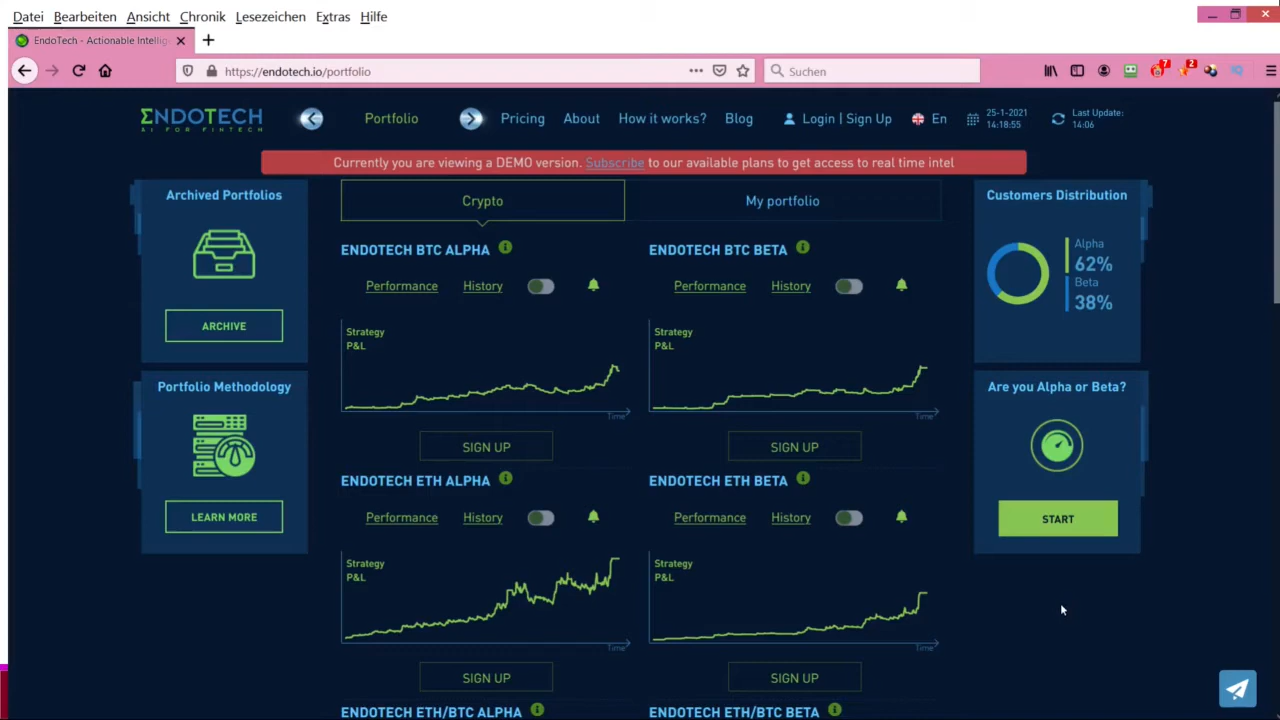 Datei Bearbeiten Ansicht Chronik Lesezeichen Extras Hilfe
EndoTech - Actionable Intellig
https://endotech.io/portfolio
Suchen
7
2
ENDOTECH
AI FOR FINTECH
Portfolio
Pricing
About
How it works?
Blog
Login | Sign Up
En
25-1-2021
14:18:55
Last Update:
14:06
Currently you are viewing a DEMO version. Subscribe to our available plans to get access to real time intel
Archived Portfolios
ARCHIVE
Portfolio Methodology
LEARN MORE
Crypto
My portfolio
ENDOTECH BTC ALPHA
Performance
History
Strategy
P&L
Time
SIGN UP
ENDOTECH BTC BETA
Performance
History
Strategy
P&L
Time
SIGN UP
ENDOTECH ETH ALPHA
Performance
History
Strategy
P&L
Time
SIGN UP
ENDOTECH ETH BETA
Performance
History
Strategy
P&L
Time
SIGN UP
ENDOTECH ETH/BTC ALPHA
ENDOTECH ETH/BTC BETA
Customers Distribution
Alpha
62%
Beta
38%
Are you Alpha or Beta?
START